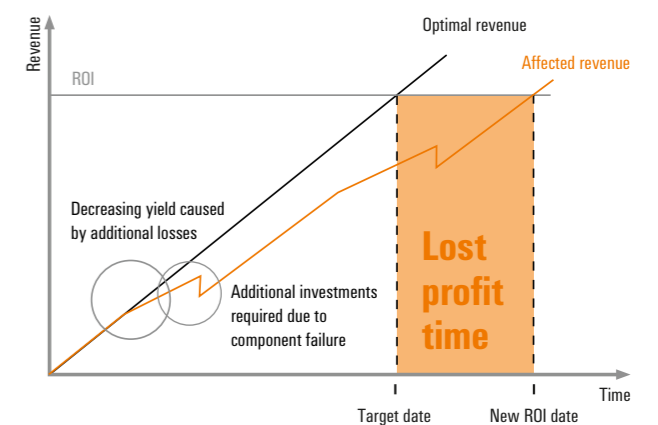 Revenue
Optimal revenue
Affected revenue
ROI
Decreasing yield caused
by additional losses
Additional investments
required due to
component failure
Lost
profit
time
Time
Target date
New ROI date